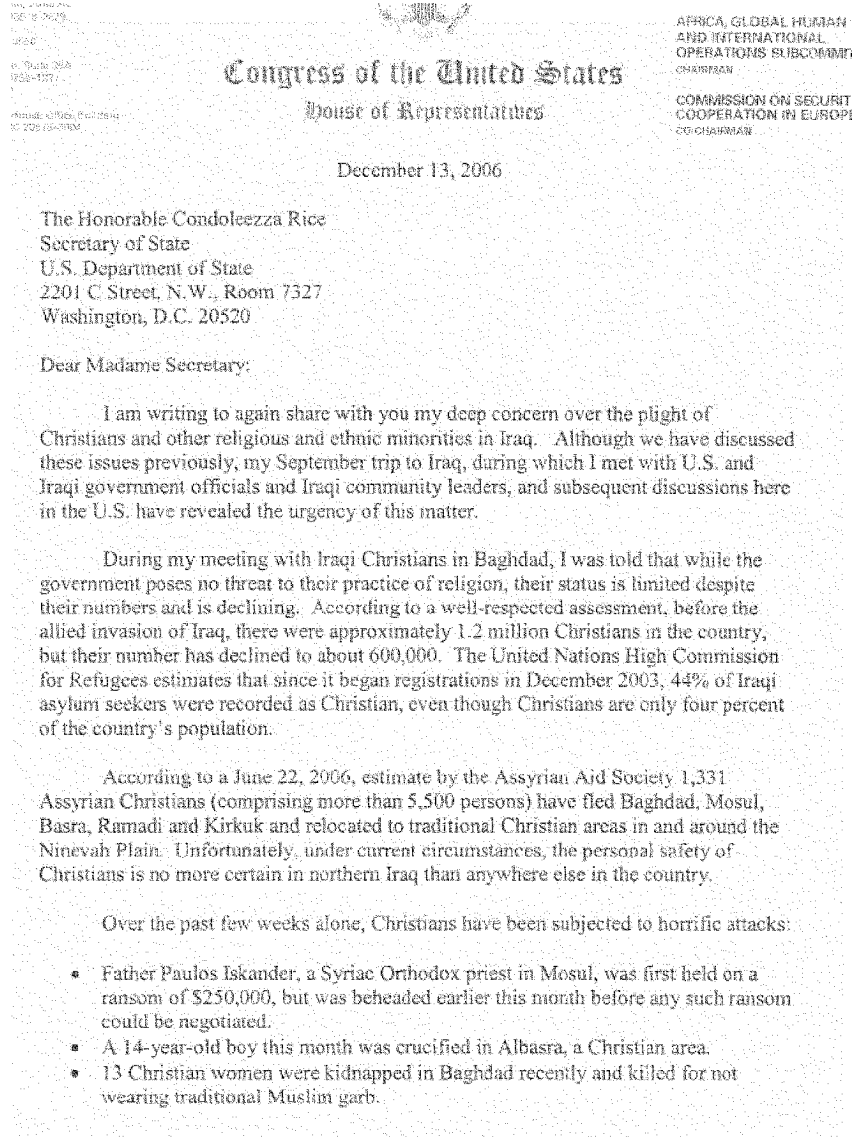 Congress of the United States
House of Representatives
AFRICA, GLOBAL HUMAN
AND INTERNATIONAL
OPERATIONS SUBCOMMIT
CHAIRMAN
COMMISSION ON SECURIT
COOPERATION IN EUROPE
CO-CHAIRMAN
December 13, 2006
The Honorable Condoleezza Rice
Secretary of State
U.S. Department of State
2201 C Street, N.W., Room 7327
Washington, D.C. 20520
Dear Madame Secretary:
I am writing to again share with you my deep concern over the plight of
Christians and other religious and ethnic minorities in Iraq. Although we have discussed
these issues previously, my September trip to Iraq, during which I met with U.S. and
Iraqi government officials and Iraqi community leaders, and subsequent discussions here
in the U.S. have revealed the urgency of this matter.
During my meeting with Iraqi Christians in Baghdad, I was told that while the
government poses no threat to their practice of religion, their status is limited despite
their numbers and is declining. According to a well-respected assessment, before the
allied invasion of Iraq, there were approximately 1.2 million Christians in the country,
but their number has declined to about 600,000. The United Nations High Commission
for Refugees estimates that since it began registrations in December 2003, 44% of Iraqi
asylum seekers were recorded as Christian, even though Christians are only four percent
of the country's population.
According to a June 22, 2006, estimate by the Assyrian Aid Society 1,331
Assyrian Christians (comprising more than 5,500 persons) have fled Baghdad, Mosul,
Basra, Ramadi and Kirkuk and relocated to traditional Christian areas in and around the
Ninevah Plain. Unfortunately, under current circumstances, the personal safety of
Christians is no more certain in northern Iraq than anywhere else in the country.
Over the past few weeks alone, Christians have been subjected to horrific attacks:
• Father Paulos Iskander, a Syriac Orthodox priest in Mosul, was first held on a
ransom of $250,000, but was beheaded earlier this month before any such ransom
could be negotiated.
• A 14-year-old boy this month was crucified in Albasra, a Christian area.
• 13 Christian women were kidnapped in Baghdad recently and killed for not
wearing traditional Muslim garb.